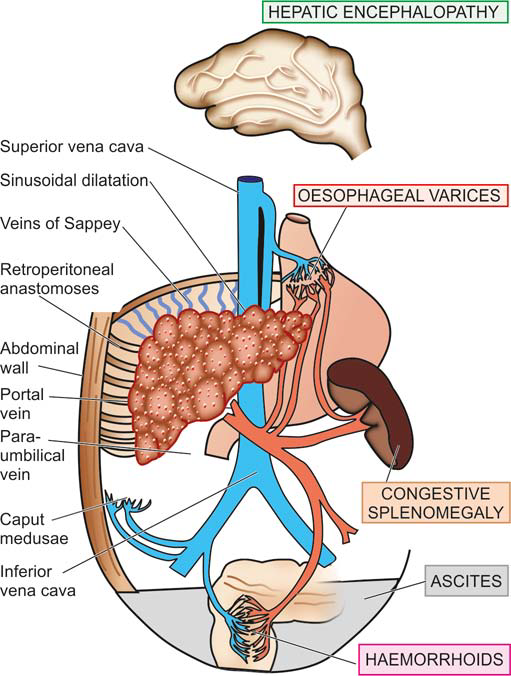 HEPATIC ENCEPHALOPATHY
Superior vena cava
Sinusoidal dilatation
OESOPHAGEAL VARICES
Veins of Sappey
Retroperitoneal
anastomoses
Abdominal
wall
Portal
vein
Para-
umbilical
vein
CONGESTIVE
SPLENOMEGALY
Caput
medusae
Inferior
vena cava
ASCITES
HAEMORRHOIDS